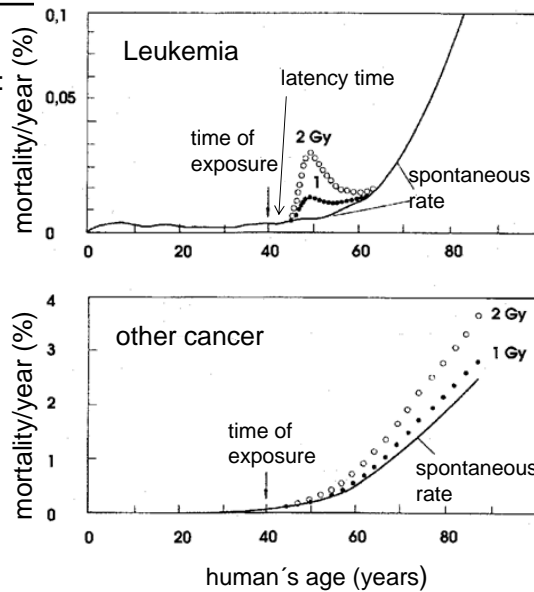 0,1
Leukemia
mortality/year (%)
latency time
0,05
time of
exposure
2 Gy
1
spontaneous
rate
0
0 20 40 60 80
4
other cancer
2 Gy
3
1 Gy
mortality/year (%)
2
time of
exposure
1
spontaneous
rate
0
0 20 40 60 80
human´s age (years)